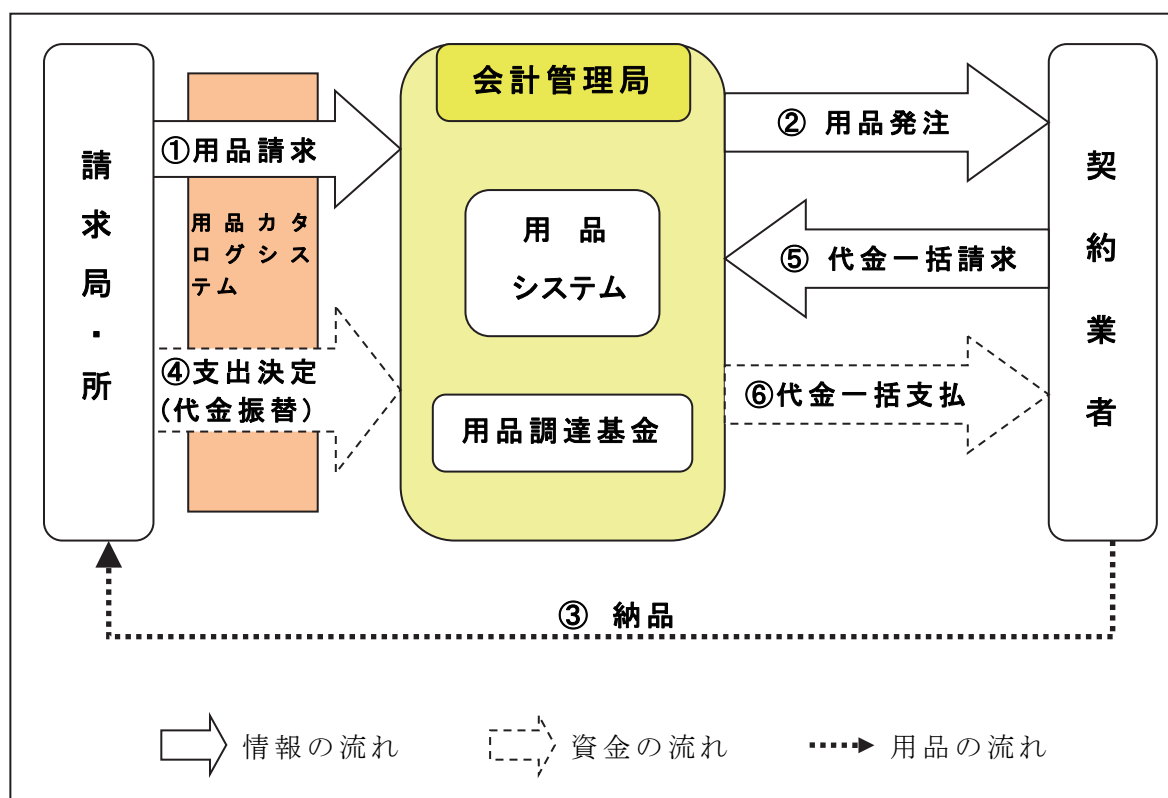 会計管理局
請求局・所
①用品請求
② 用品発注
契約業者
用品カタ
ログシス
テム
用品
システム
⑤ 代金一括請求
④支出決定
(代金振替)
用品調達基金
⑥代金一括支払
③ 納品
情報の流れ
資金の流れ
用品の流れ